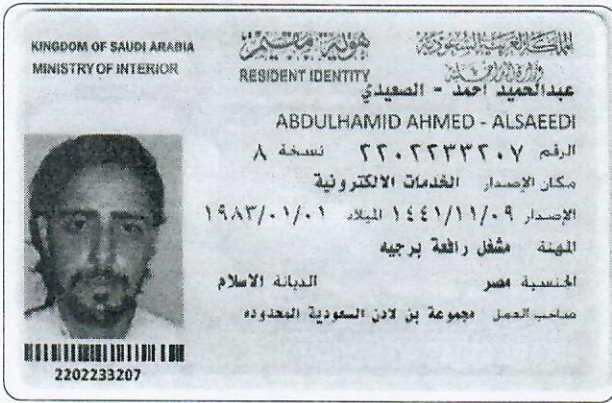 KINGDOM OF SAUDI ARABIA
MINISTRY OF INTERIOR
هوية مقيم
RESIDENT IDENTITY
المملكة العربية السعودية
وزارة الداخلية
عبدالحميد احمد - الصعيدي
ABDULHAMID AHMED - ALSAEEDI
الرقم ٢٢٠٢٢٣٣٢٠٧ نسخة ٨
مكان الإصدار الخدمات الالكترونية
الإصدار ١٤٤١/١١/٠٩ الميلاد ١٩٨٣/٠١/٠١
المهنة مشغل رافعة برجيه
الجنسية مصر الديانة الاسلام
صاحب العمل مجموعة بن لادن السعودية المحدوده
2202233207